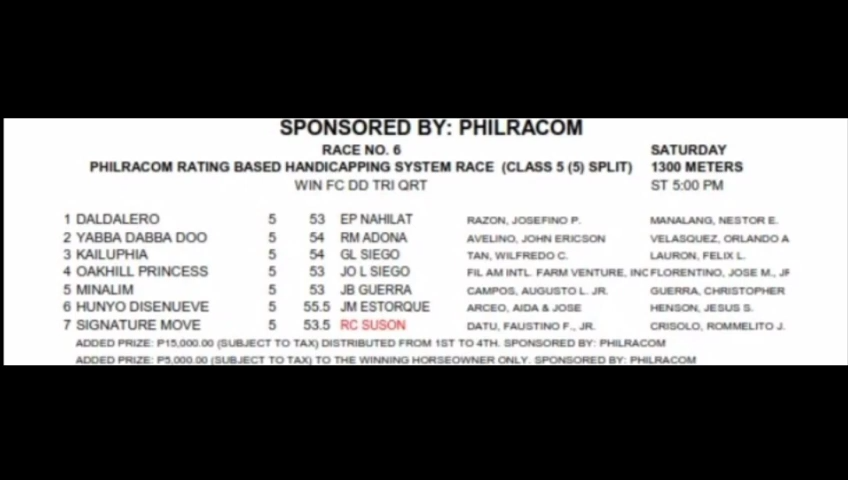 SPONSORED BY: PHILRACOM
RACE NO. 6 SATURDAY
PHILRACOM RATING BASED HANDICAPPING SYSTEM RACE (CLASS 5 (5) SPLIT) 1300 METERS
WIN FC DD TRI QRT ST 5:00 PM
1 DALDALERO 5 53 EP NAHILAT RAZON, JOSEFINO P. MANALANG, NESTOR E.
2 YABBA DABBA DOO 5 54 RM ADONA AVELINO, JOHN ERICSON VELASQUEZ, ORLANDO A
3 KAILUPHIA 5 54 GL SIEGO TAN, WILFREDO C. LAURON, FELIX L.
4 OAKHILL PRINCESS 5 53 JO L SIEGO FIL AM INTL. FARM VENTURE, INC FLORENTINO, JOSE M., JR
5 MINALIM 5 53 JB GUERRA CAMPOS, AUGUSTO L. JR. GUERRA, CHRISTOPHER
6 HUNYO DISENUEVE 5 55.5 JM ESTORQUE ARCEO, AIDA & JOSE HENSON, JESUS S.
7 SIGNATURE MOVE 5 53.5 RC SUSON DATU, FAUSTINO F., JR. CRISOLO, ROMMELITO J.
ADDED PRIZE: P15,000.00 (SUBJECT TO TAX) DISTRIBUTED FROM 1ST TO 4TH. SPONSORED BY: PHILRACOM
ADDED PRIZE: P5,000.00 (SUBJECT TO TAX) TO THE WINNING HORSEOWNER ONLY. SPONSORED BY: PHILRACOM